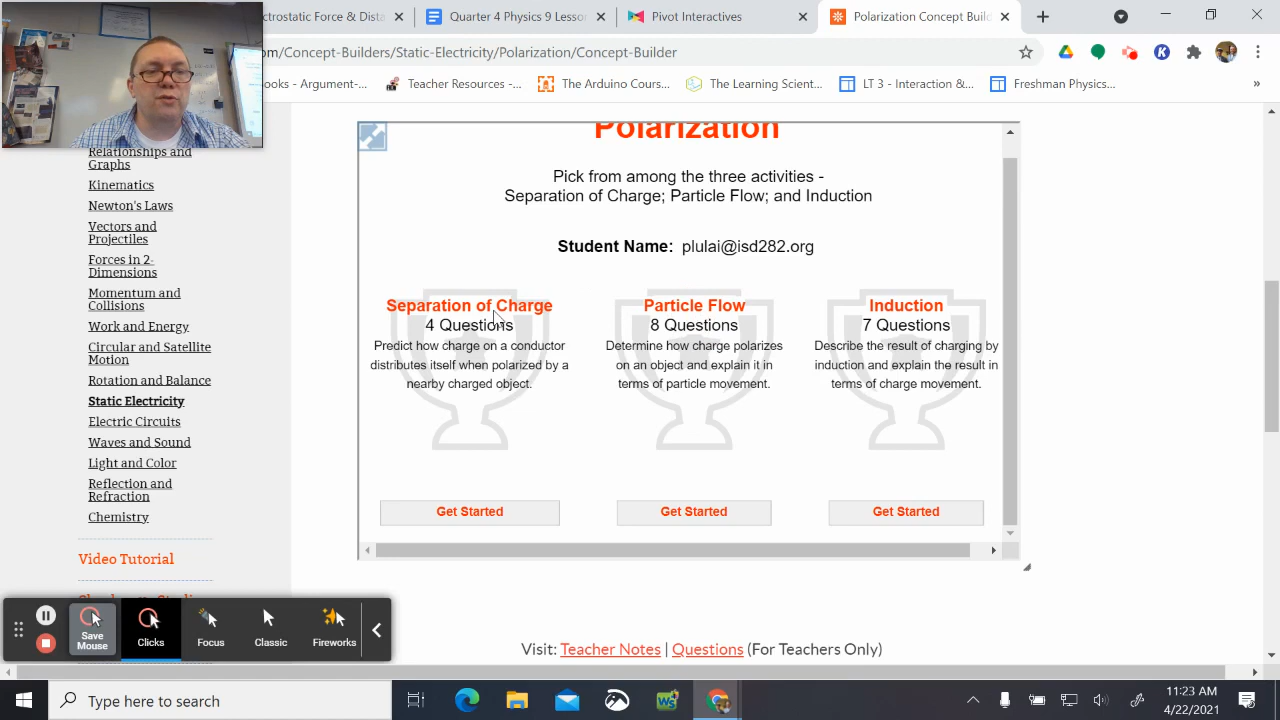 ctrostatic Force and D
Quarter 4 9 Conc
Pivot Interactions
Polarization
om/Concept-Builders/Static-Electricity/Polarization/Concept-Builder
ooks - Argument-...
Teacher Resources -...
The Arduino Cours...
The Learning Scien...
LT 3 - Interaction &...
Freshman Physics...
»
Relationships and
Graphs
Kinematics
Newton's Laws
Vectors and
Projectiles
Forces in 2-
Dimensions
Momentum and
Collisions
Work and Energy
Circular and Satellite
Motion
Rotation and Balance
Static Electricity
Electric Circuits
Waves and Sound
Light and Color
Reflection and
Refraction
Chemistry
Video Tutorial
Polarization
Pick from among the three activities -
Separation of Charge; Particle Flow; and Induction
Student Name: plulai@isd282.org
Separation of Charge
4 Questions
Predict how charge on a conductor
distributes itself when polarized by a
nearby charged object.
Get Started
Particle Flow
8 Questions
Determine how charge polarizes
on an object and explain it in
terms of particle movement.
Get Started
Induction
7 Questions
Describe the result of charging by
induction and explain the result in
terms of charge movement.
Get Started
Visit: Teacher Notes | Questions (For Teachers Only)
Save
Mouse
Clicks
Focus
Classic
Fireworks
Type here to search
11:23 AM
4/22/2021